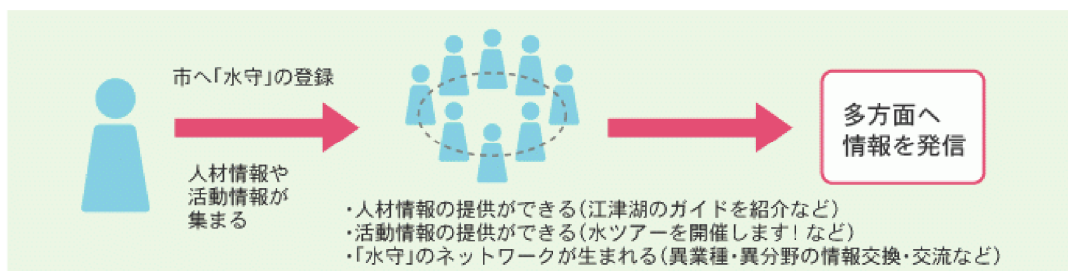 市へ「水守」の登録
人材情報や
活動情報が
集まる
・人材情報の提供ができる（江津湖のガイドを紹介など）
・活動情報の提供ができる（水ツアーを開催します！など）
・「水守」のネットワークが生まれる（異業種・異分野の情報交換・交流など）
多方面へ
情報を発信